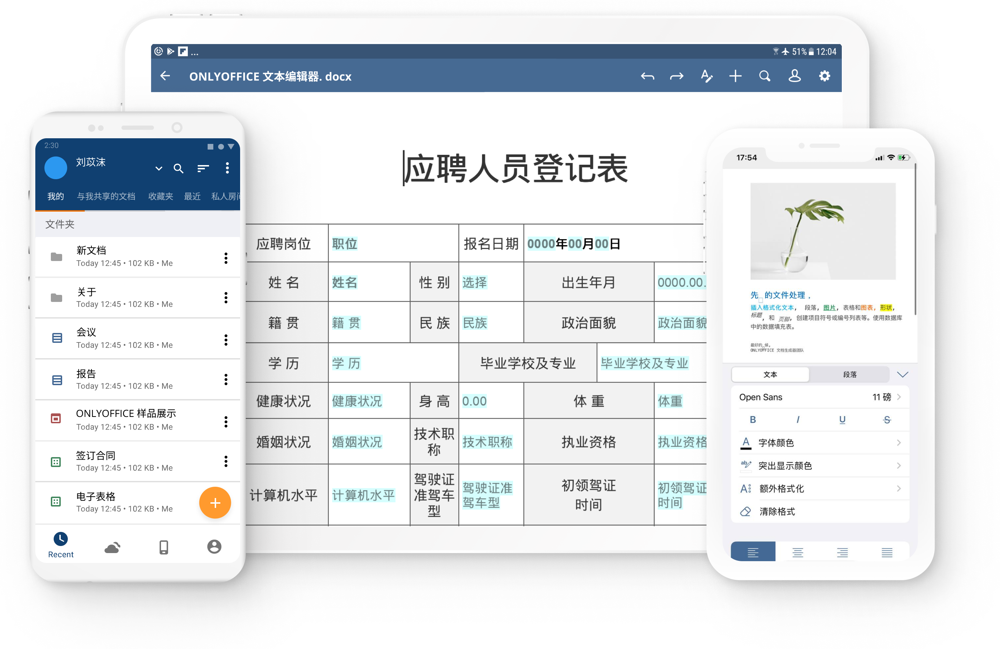 ... 51% 12:04
ONLYOFFICE 文本编辑器. docx
应聘人员登记表
应聘岗位 职位 报名日期 0000年00月00日
姓 名 姓名 性 别 选择 出生年月 0000.00.
籍 贯 籍 贯 民 族 民族 政治面貌 政治面貌
学 历 学 历 毕业学校及专业 毕业学校及专业
健康状况 健康状况 身 高 0.00 体 重 体重
婚姻状况 婚姻状况 技术职称 技术职称 执业资格 执业资格
计算机水平 计算机水平 驾驶证准驾车型 驾驶证准驾车型 初领驾证时间 初领驾证时间
2:30
刘苡沫
我的 与我共享的文档 收藏夹 最近 私人房间
文件夹
新文档
Today 12:45 • 102 KB • Me
关于
Today 12:45 • 102 KB • Me
会议
Today 12:45 • 102 KB • Me
报告
Today 12:45 • 102 KB • Me
ONLYOFFICE 样品展示
Today 12:45 • 102 KB • Me
签订合同
Today 12:45 • 102 KB • Me
电子表格
Today 12:45 • 102 KB • Me
Recent
17:54
先 的文件处理，
插入格式化文本， 段落，图片，表格和图表，形状，
标题，和 页脚，创建项目符号或编号列表等。使用数据库
中的数据填充表。
最好的 候，
ONLYOFFICE 文档生成器团队
文本 段落
Open Sans 11 磅
B I U S
A 字体颜色
ab 突出显示颜色
A 额外格式化
清除格式